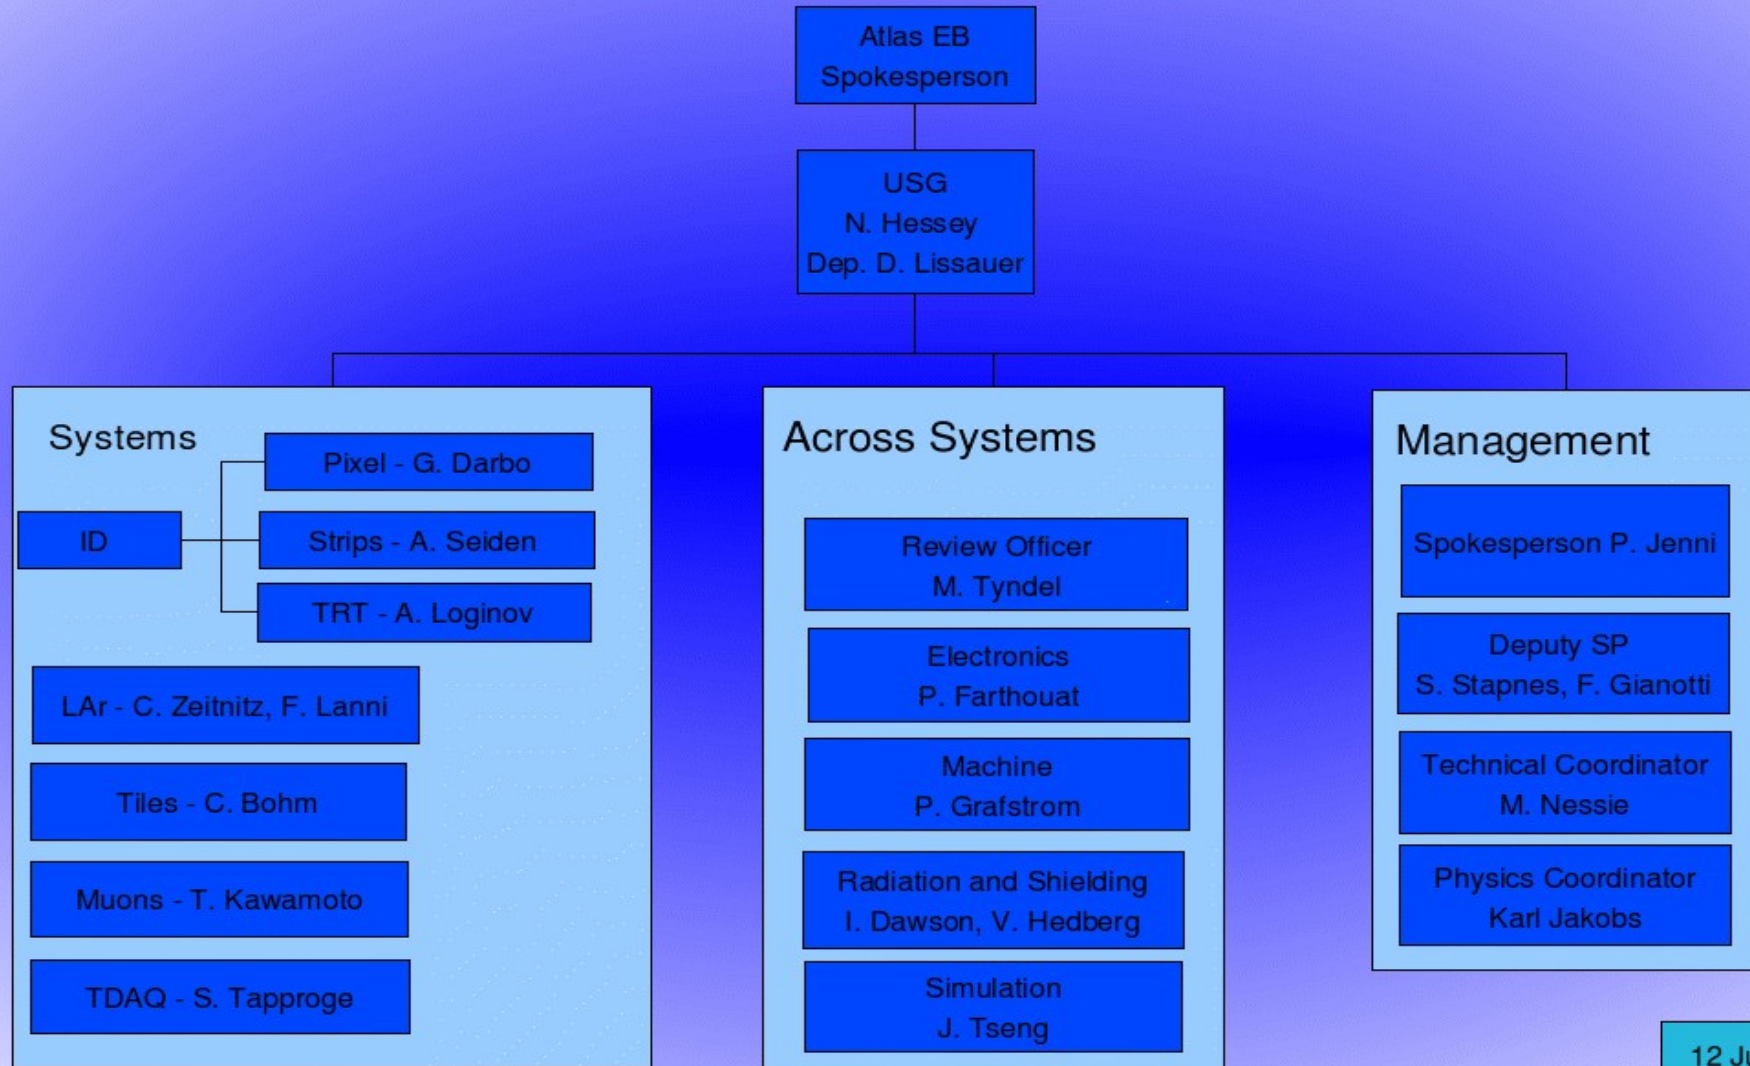 Atlas EB
Spokesperson
USG
N. Hessey
Dep. D. Lissauer
Systems
Pixel - G. Darbo
ID
Strips - A. Seiden
TRT - A. Loginov
LAr - C. Zeitnitz, F. Lanni
Tiles - C. Bohm
Muons - T. Kawamoto
TDAQ - S. Tapproge
Across Systems
Review Officer
M. Tyndel
Electronics
P. Farthouat
Machine
P. Grafstrom
Radiation and Shielding
I. Dawson, V. Hedberg
Simulation
J. Tseng
Management
Spokesperson P. Jenni
Deputy SP
S. Stapnes, F. Gianotti
Technical Coordinator
M. Nessie
Physics Coordinator
Karl Jakobs
12